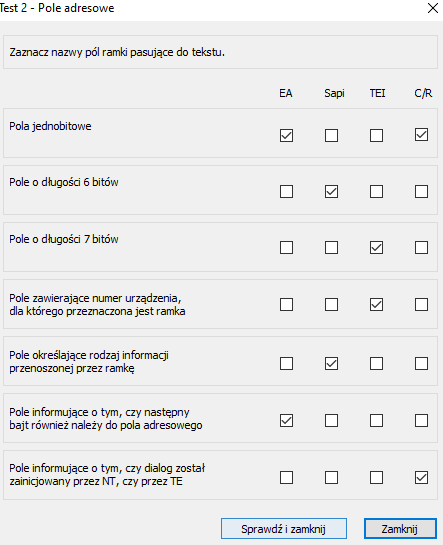 Test 2 - Pole adresowe
Zaznacz nazwy pól ramki pasujące do tekstu.
EA Sapi TEI C/R
Pola jednobitowe
Pole o długości 6 bitów
Pole o długości 7 bitów
Pole zawierające numer urządzenia,
dla którego przeznaczona jest ramka
Pole określające rodzaj informacji
przenoszonej przez ramkę
Pole informujące o tym, czy następny
bajt również należy do pola adresowego
Pole informujące o tym, czy dialog został
zainicjowany przez NT, czy przez TE
Sprawdź i zamknij Zamknij